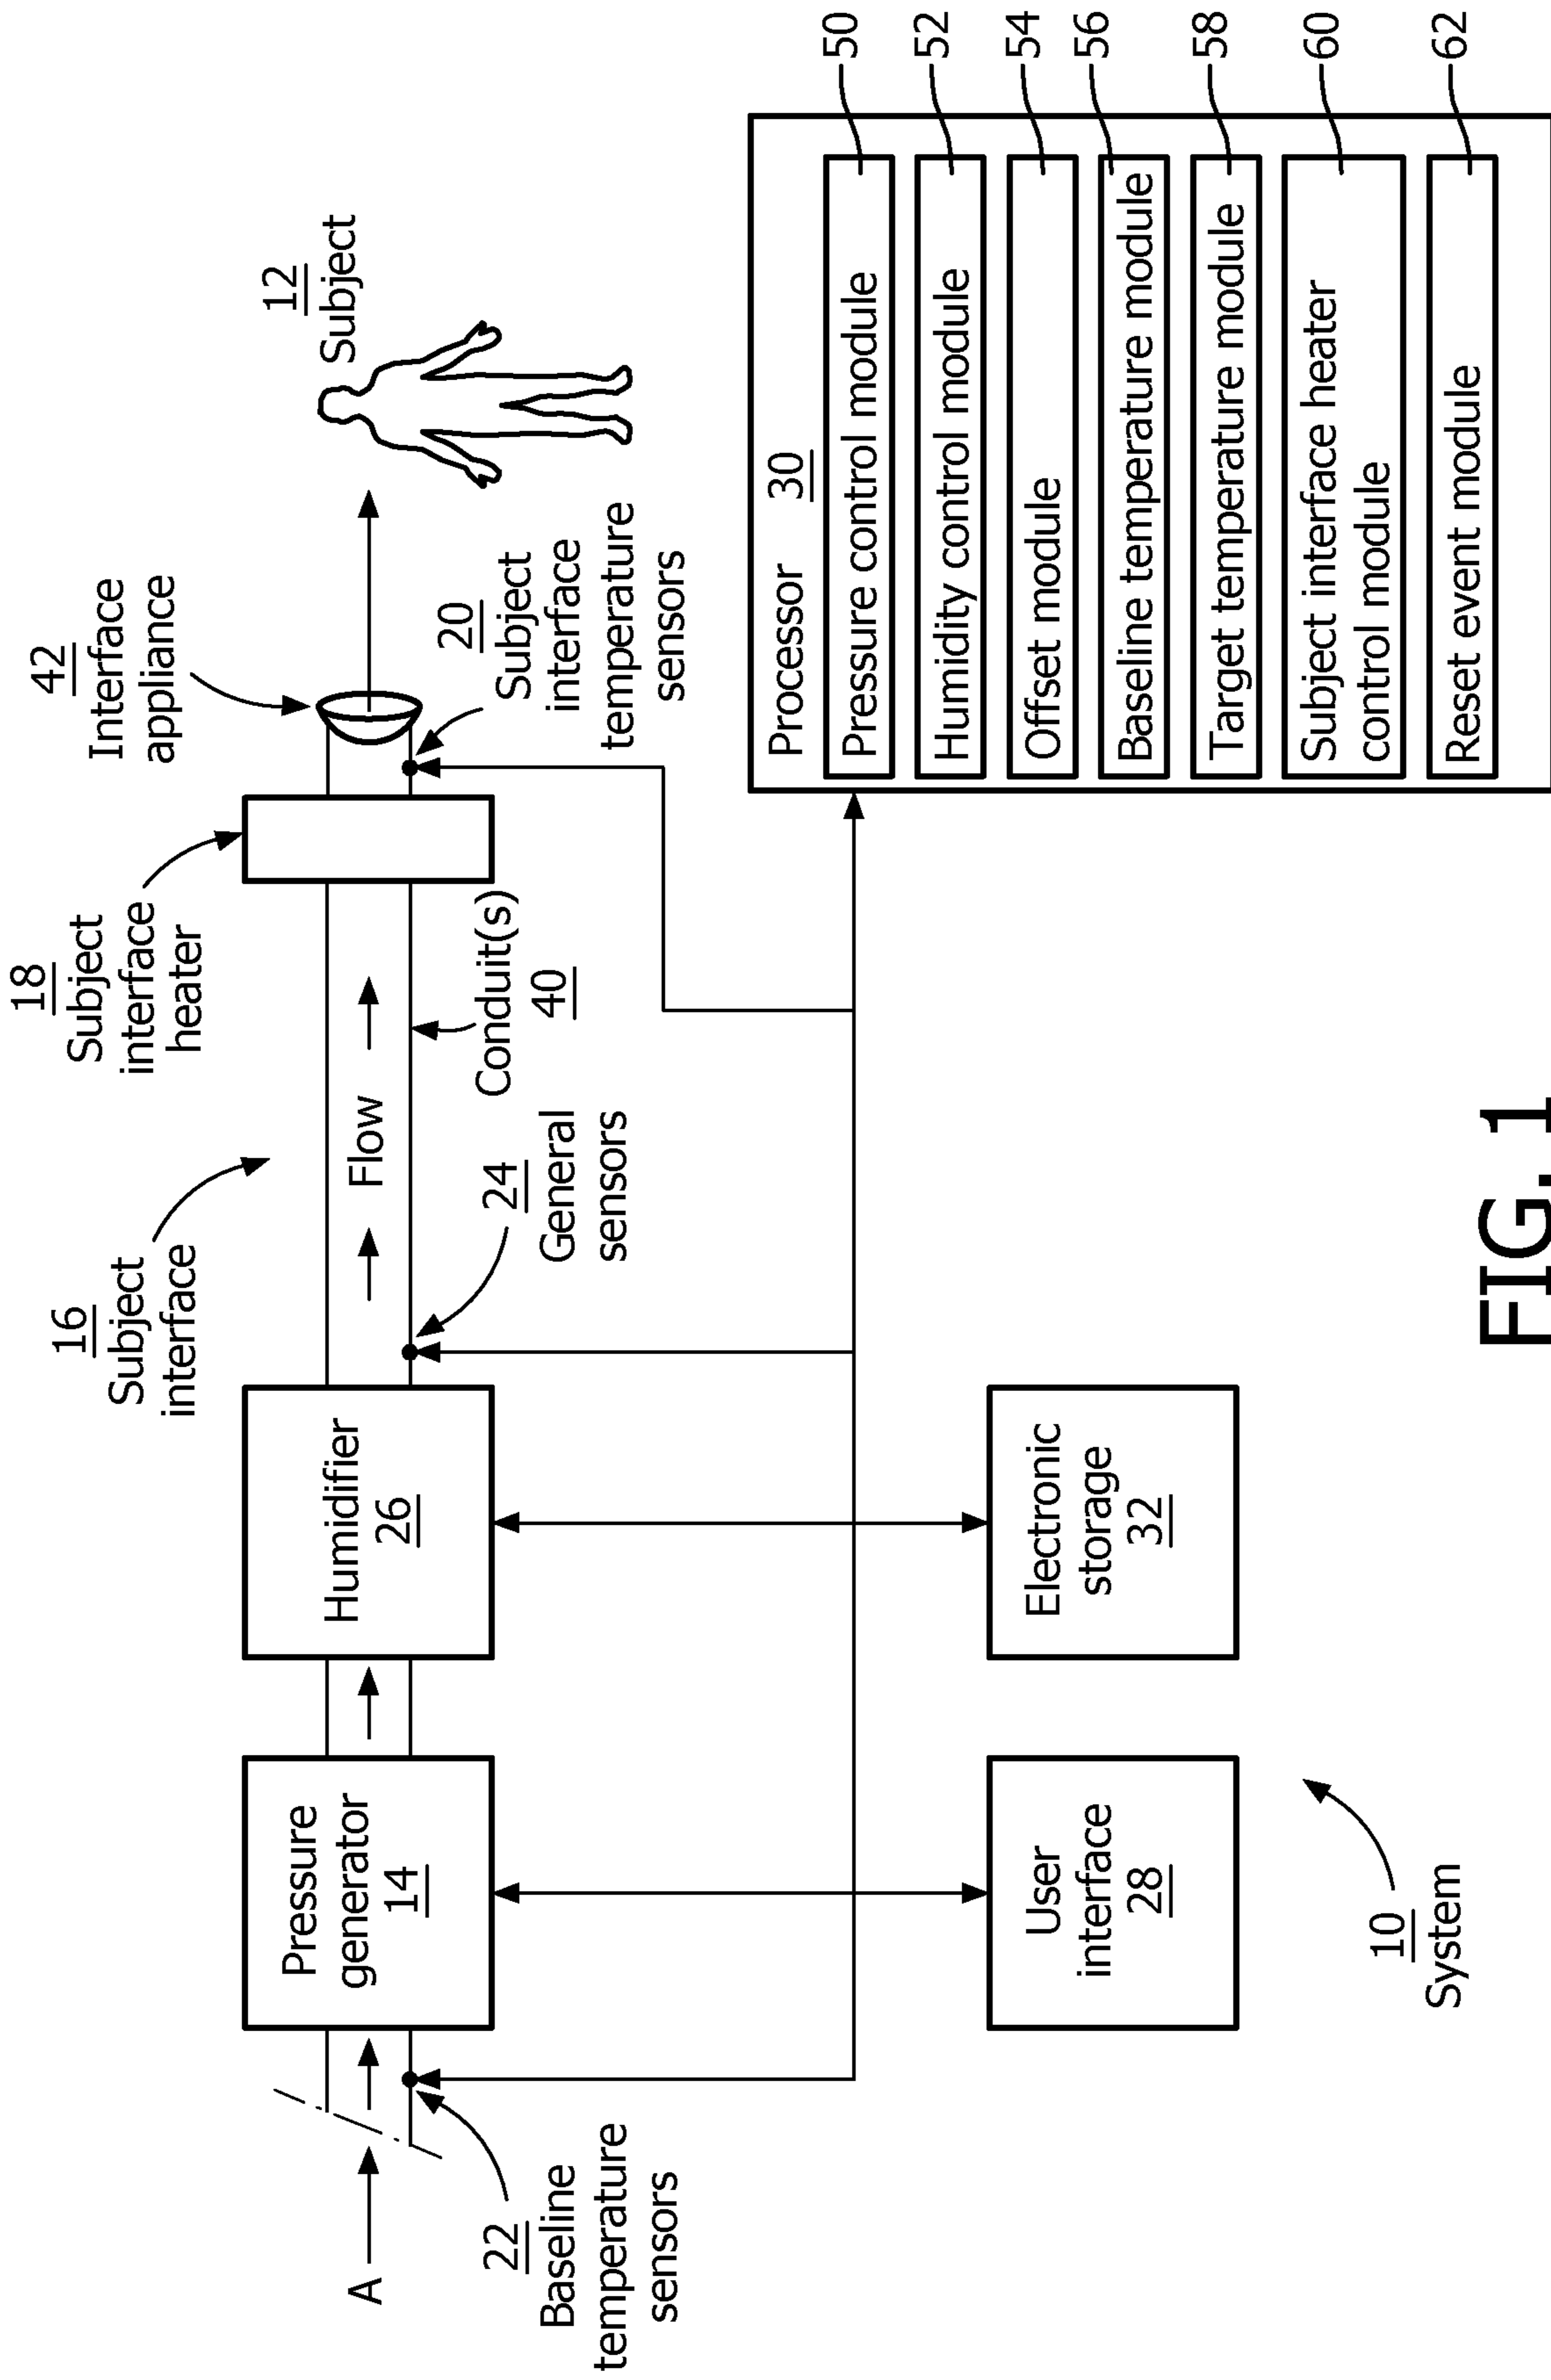 18
Subject
interface
heater
42
Interface
appliance
12
Subject
16
Subject
interface
A
Pressure
generator
14
Humidifier
26
Flow
22
Baseline
temperature
sensors
24
General
sensors
Conduit(s)
40
20
Subject
interface
temperature
sensors
User
interface
28
Electronic
storage
32
Processor
30
Pressure control module
50
Humidity control module
52
Offset module
54
Baseline temperature module
56
Target temperature module
58
Subject interface heater
control module
60
Reset event module
62
10
System
FIG. 1